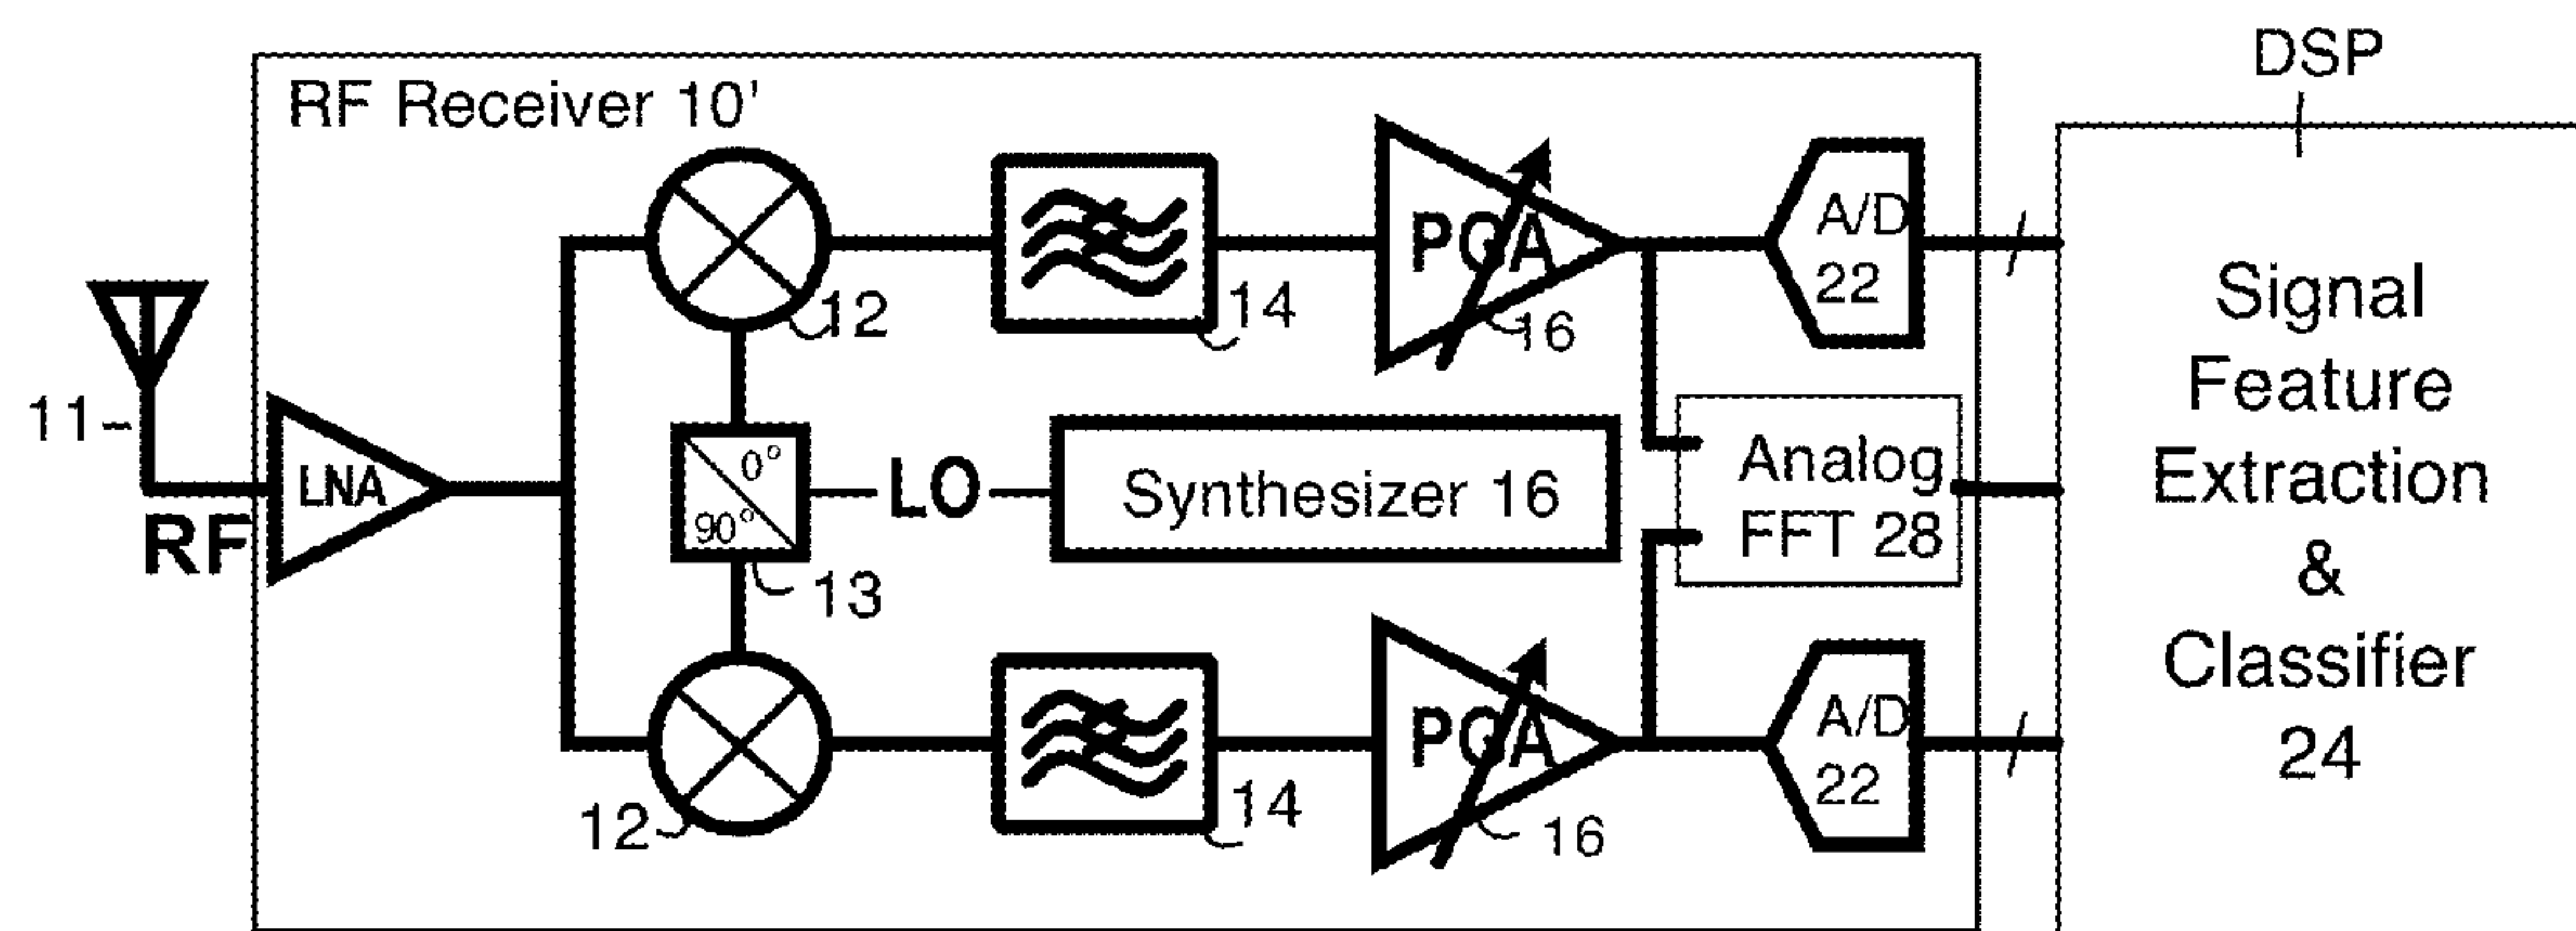 DSP
RF Receiver 10'
A/D
22
PGA
12
14
16
Signal
Feature
Extraction
&
Classifier
24
11
LNA
RF
0°
90°
LO
Synthesizer 16
Analog
FFT 28
13
A/D
22
PGA
12
14
16